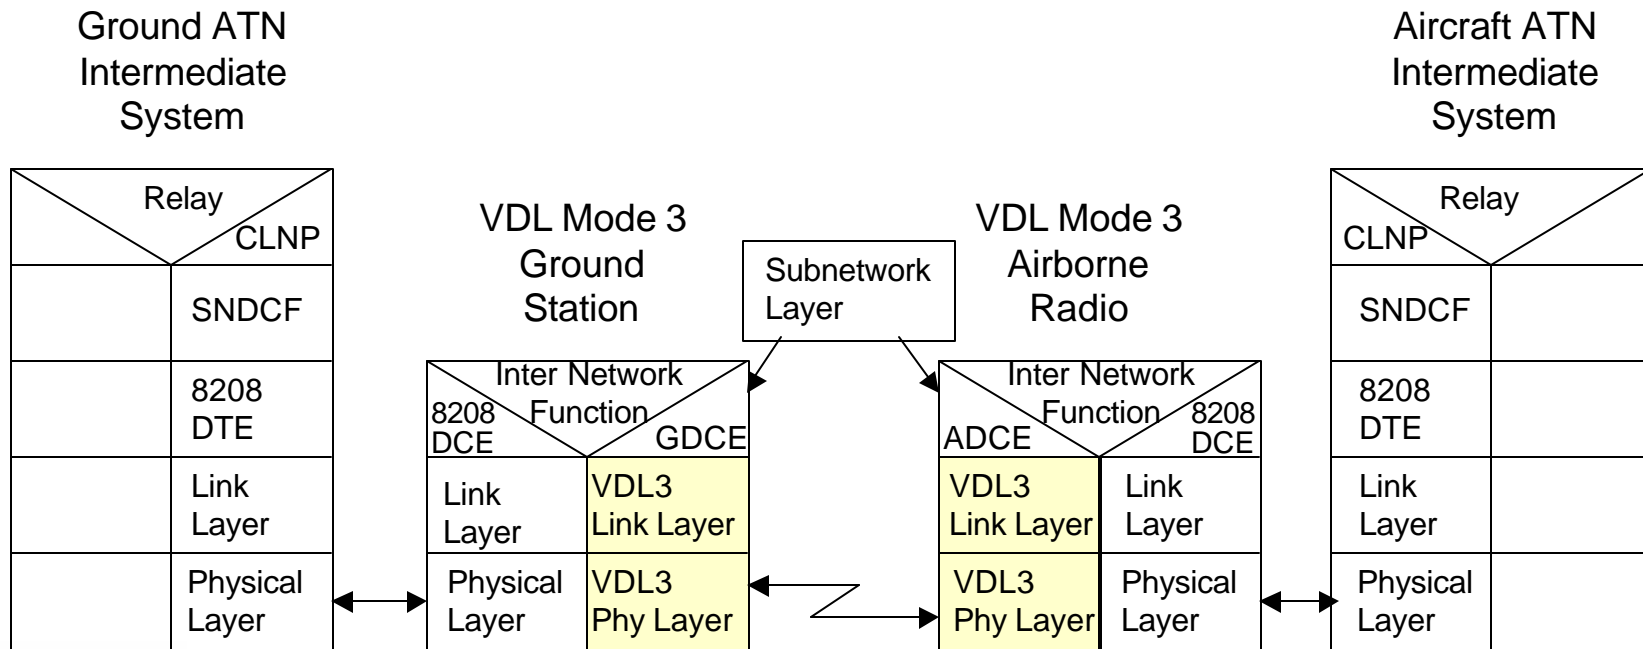 Ground ATN
Intermediate
System
Aircraft ATN
Intermediate
System
Relay
CLNP
SNDCF
8208
DTE
Link
Layer
Physical
Layer
VDL Mode 3
Ground
Station
Inter Network
Function
8208
DCE
GDCE
Link
Layer
VDL3
Link Layer
Physical
Layer
VDL3
Phy Layer
Subnetwork
Layer
VDL Mode 3
Airborne
Radio
Inter Network
Function
ADCE
8208
DCE
VDL3
Link Layer
Link
Layer
VDL3
Phy Layer
Physical
Layer
Relay
CLNP
SNDCF
8208
DTE
Link
Layer
Physical
Layer